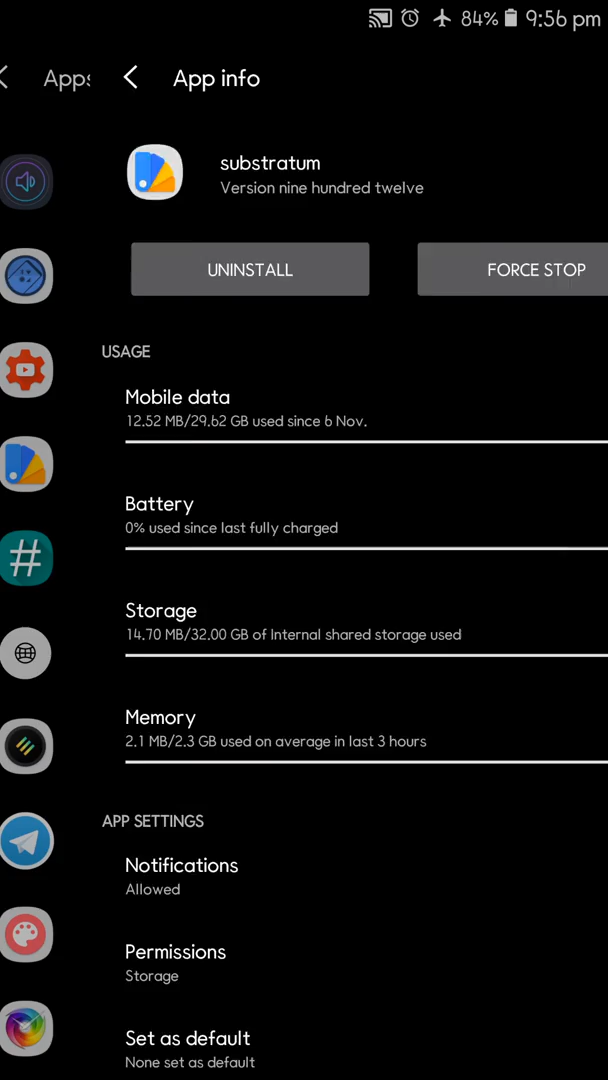 84% 9:56 pm
Apps
App info
substratum
Version nine hundred twelve
UNINSTALL
FORCE STOP
USAGE
Mobile data
12.52 MB/29.62 GB used since 6 Nov.
Battery
0% used since last fully charged
Storage
14.70 MB/32.00 GB of Internal shared storage used
Memory
2.1 MB/2.3 GB used on average in last 3 hours
APP SETTINGS
Notifications
Allowed
Permissions
Storage
Set as default
None set as default